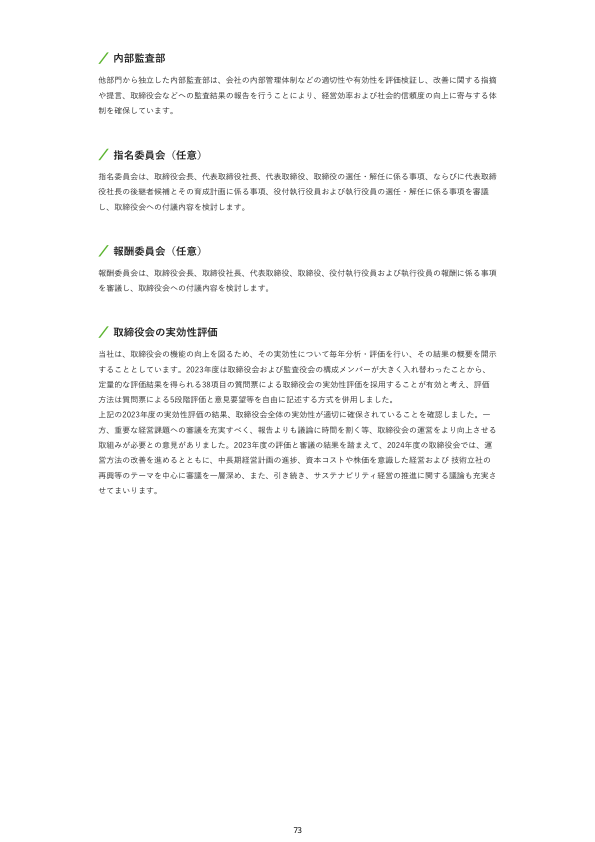 内部監査部
他部門から独立した内部監査部は、会社の内部管理体制などの適切性や有効性を評価検証し、改善に関する指摘
や提言、取締役会などへの監査結果の報告を行うことにより、経営効率および社会的信頼度の向上に寄与する体
制を確保しています。
指名委員会（任意）
指名委員会は、取締役会長、代表取締役社長、代表取締役、取締役の選任・解任に係る事項、ならびに代表取締
役社長の後継者候補とその育成計画に係る事項、役付執行役員および執行役員の選任・解任に係る事項を審議
し、取締役会への付議内容を検討します。
報酬委員会（任意）
報酬委員会は、取締役会長、取締役社長、代表取締役、取締役、役付執行役員および執行役員の報酬に係る事項
を審議し、取締役会への付議内容を検討します。
取締役会の実効性評価
当社は、取締役会の機能の向上を図るため、その実効性について毎年分析・評価を行い、その結果の概要を開示
することとしています。2023年度は取締役会および監査役会の構成メンバーが大きく入れ替わったことから、
定量的な評価結果を得られる38項目の質問票による取締役会の実効性評価を採用することが有効と考え、評価
方法は質問票による5段階評価と意見要望等を自由に記述する方式を併用しました。
上記の2023年度の実効性評価の結果、取締役会全体の実効性が適切に確保されていることを確認しました。一
方、重要な経営課題への審議を充実すべく、報告よりも議論に時間を割く等、取締役会の運営をより向上させる
取組みが必要との意見がありました。2023年度の評価と審議の結果を踏まえて、2024年度の取締役会では、運
営方法の改善を進めるとともに、中長期経営計画の進捗、資本コストや株価を意識した経営および 技術立社の
再興等のテーマを中心に審議を一層深め、また、引き続き、サステナビリティ経営の推進に関する議論も充実さ
せてまいります。
73